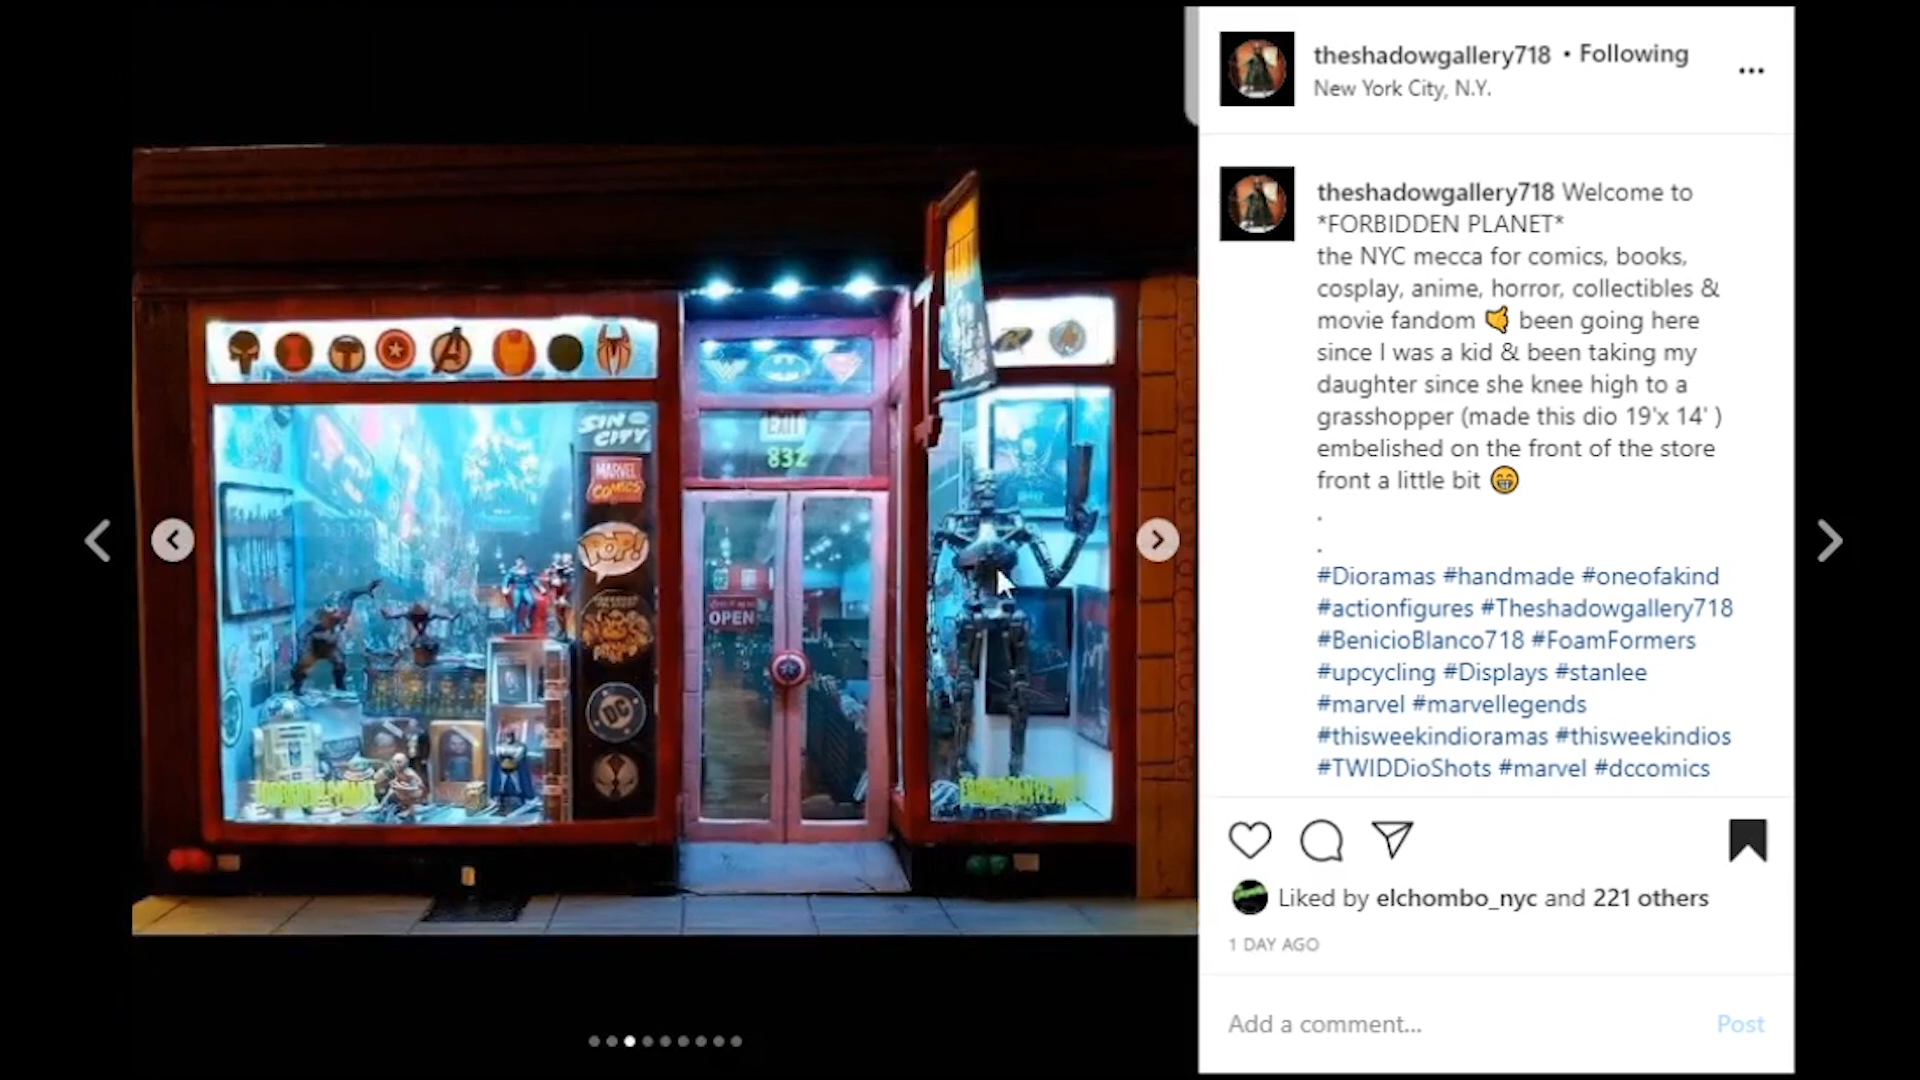 theshadowgallery718 • Following
New York City, N.Y.
theshadowgallery718 Welcome to
*FORBIDDEN PLANET*
the NYC mecca for comics, books,
cosplay, anime, horror, collectibles &
movie fandom 🤙 been going here
since I was a kid & been taking my
daughter since she knee high to a
grasshopper (made this dio 19'x 14' )
embelished on the front of the store
front a little bit 😁
.
.
#Dioramas #handmade #oneofakind
#actionfigures #Theshadowgallery718
#BenicioBlanco718 #FoamFormers
#upcycling #Displays #stanlee
#marvel #marvellegends
#thisweekindioramas #thisweekindios
#TWIDDioShots #marvel #dccomics
Liked by elchombo_nyc and 221 others
1 DAY AGO
Add a comment...
Post
SIN
CITY
MARVEL
COMICS
POP!
DC
EXIT
832
OPEN